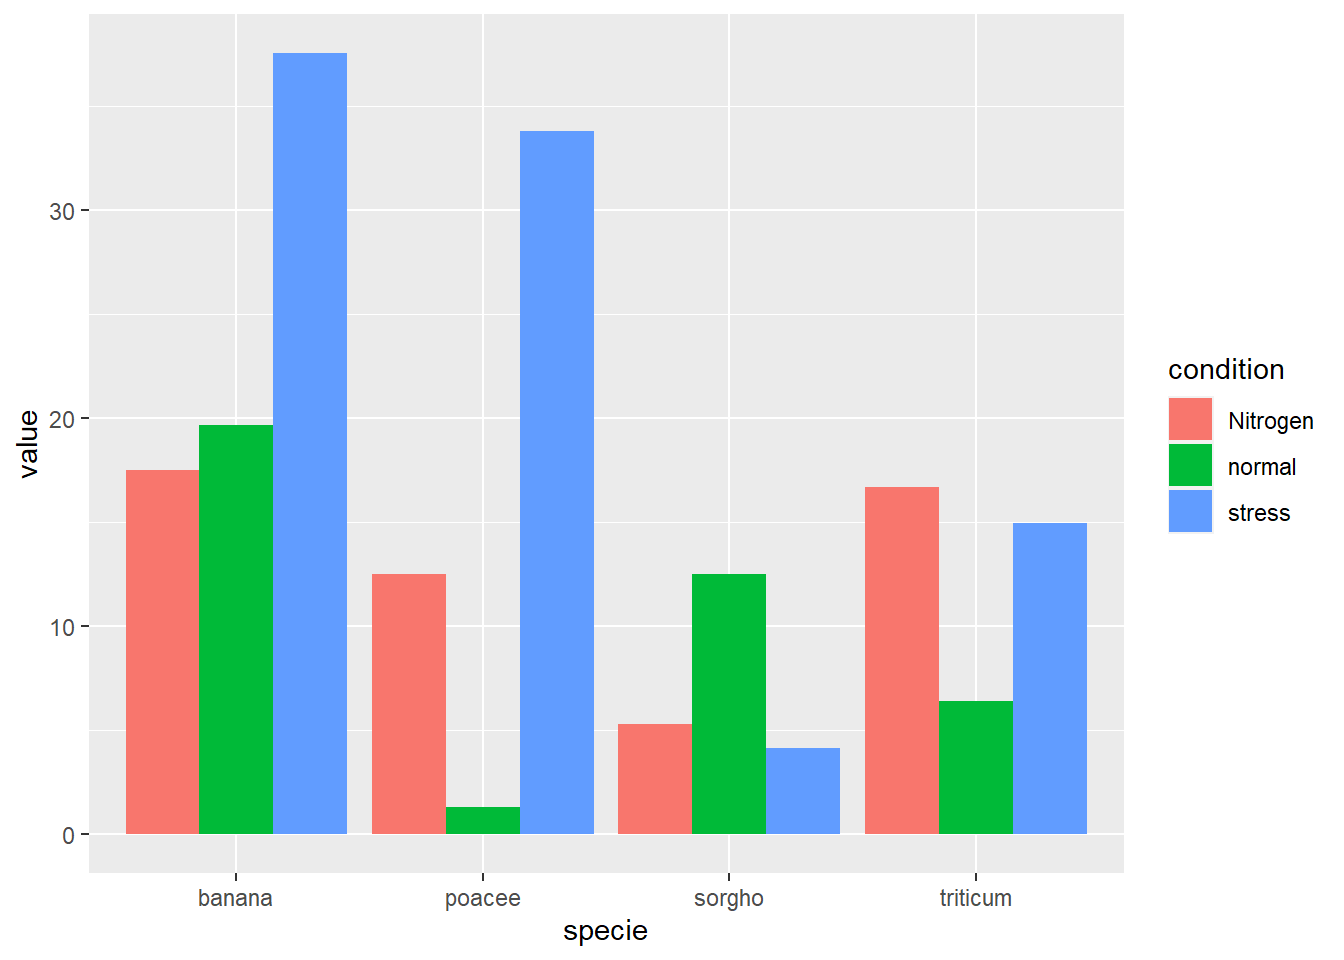 value
30
20
10
0
banana
poacee
sorgho
triticum
specie
condition
Nitrogen
normal
stress